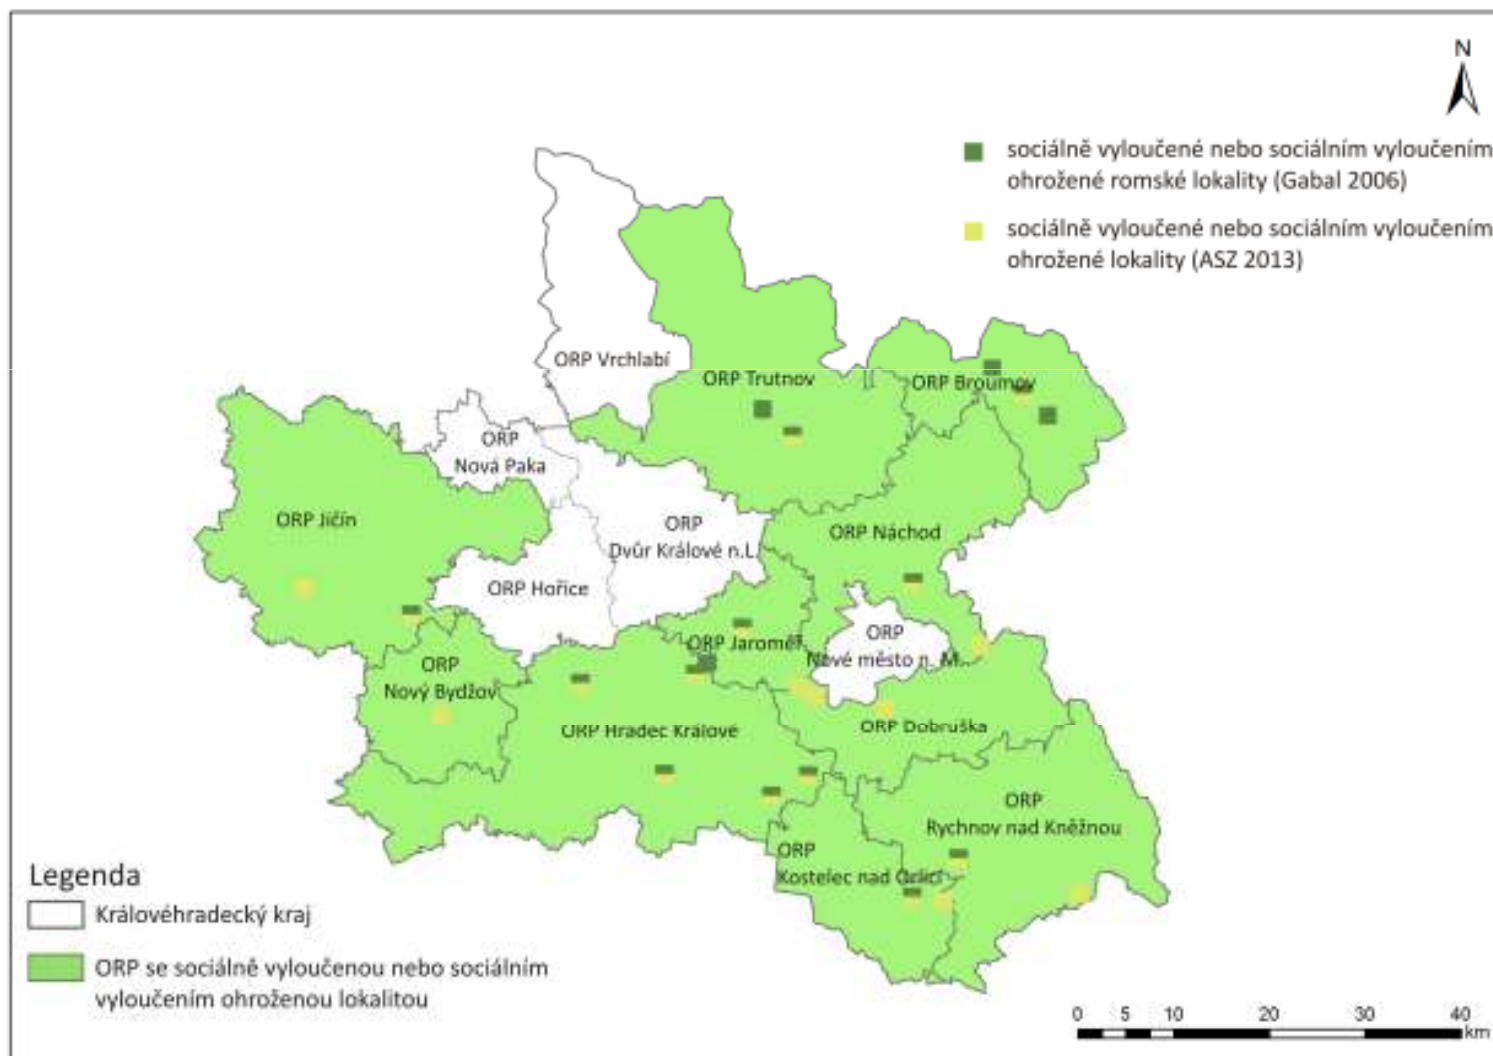 N
sociálně vyloučené nebo sociálním vyloučením
ohrožené romské lokality (Gabal 2006)
sociálně vyloučené nebo sociálním vyloučením
ohrožené lokality (ASZ 2013)
ORP Vrchlabí
ORP Trutnov
ORP Broumov
ORP
Nová Paka
ORP Jičín
ORP
Dvůr Králové n.L.
ORP Náchod
ORP Hořice
ORP Jaroměř
ORP
Nové město n. M.
ORP
Nový Bydžov
ORP Hradec Králové
ORP Dobruška
ORP
Rychnov nad Kněžnou
ORP
Kostelec nad Orlicí
Legenda
Královéhradecký kraj
ORP se sociálně vyloučenou nebo sociálním
vyloučením ohroženou lokalitou
0 5 10 20 30 40
km